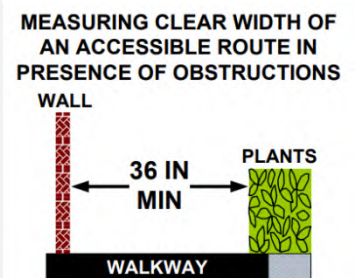 MEASURING CLEAR WIDTH OF
AN ACCESSIBLE ROUTE IN
PRESENCE OF OBSTRUCTIONS
WALL
PLANTS
36 IN
MIN
WALKWAY